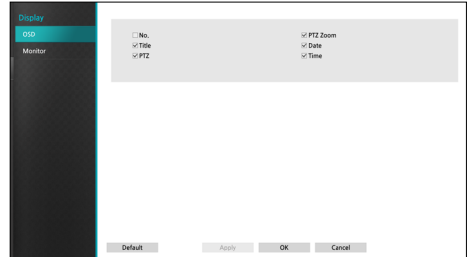 Display
OSD
Monitor
No.
Title
PTZ
PTZ Zoom
Date
Time
Default
Apply
OK
Cancel